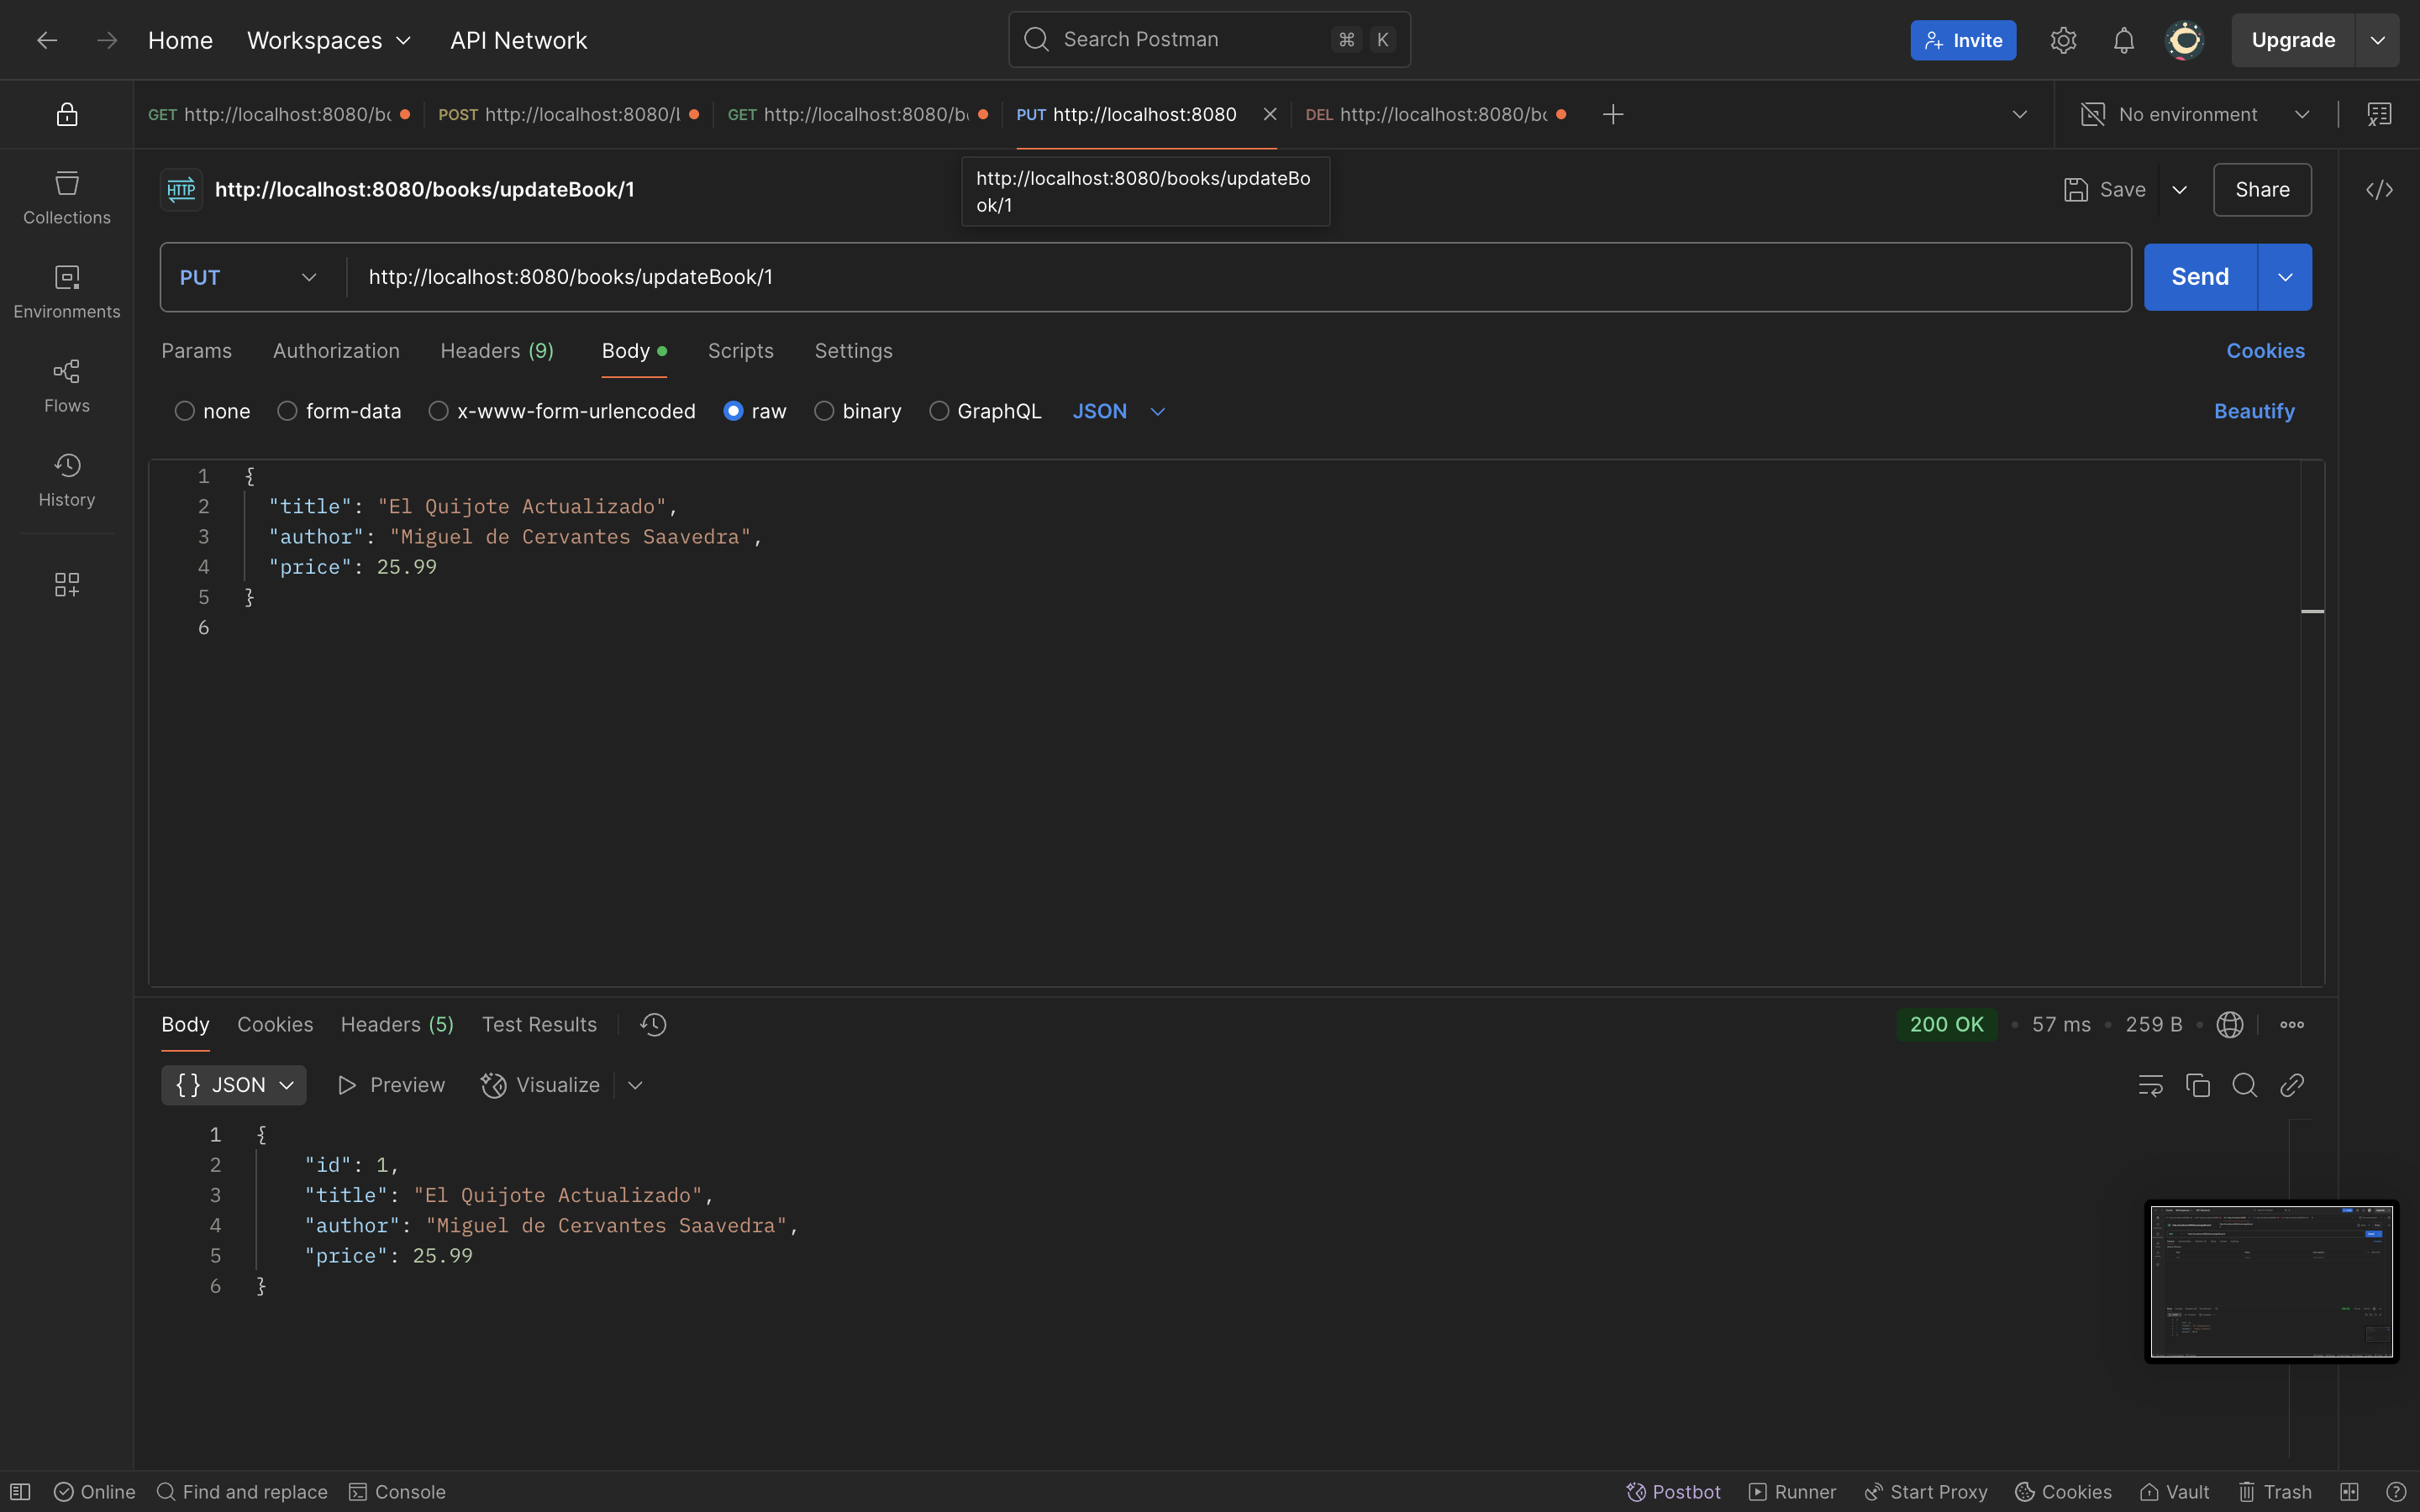 Home Workspaces API Network Search Postman ⌘ K Invite Upgrade
GET http://localhost:8080/bo POST http://localhost:8080/l GET http://localhost:8080/b PUT http://localhost:8080 DEL http://localhost:8080/bo No environment
HTTP http://localhost:8080/books/updateBook/1 Save Share
http://localhost:8080/books/updateBo
ok/1
PUT http://localhost:8080/books/updateBook/1 Send
Params Authorization Headers (9) Body Scripts Settings Cookies
none form-data x-www-form-urlencoded raw binary GraphQL JSON Beautify
Collections
Environments
Flows
History
1 {
2 "title": "El Quijote Actualizado",
3 "author": "Miguel de Cervantes Saavedra",
4 "price": 25.99
5 }
6
Body Cookies Headers (5) Test Results 200 OK • 57 ms • 259 B •
{} JSON Preview Visualize
1 {
2 "id": 1,
3 "title": "El Quijote Actualizado",
4 "author": "Miguel de Cervantes Saavedra",
5 "price": 25.99
6 }
Online Find and replace Console Postbot Runner Start Proxy Cookies Vault Trash